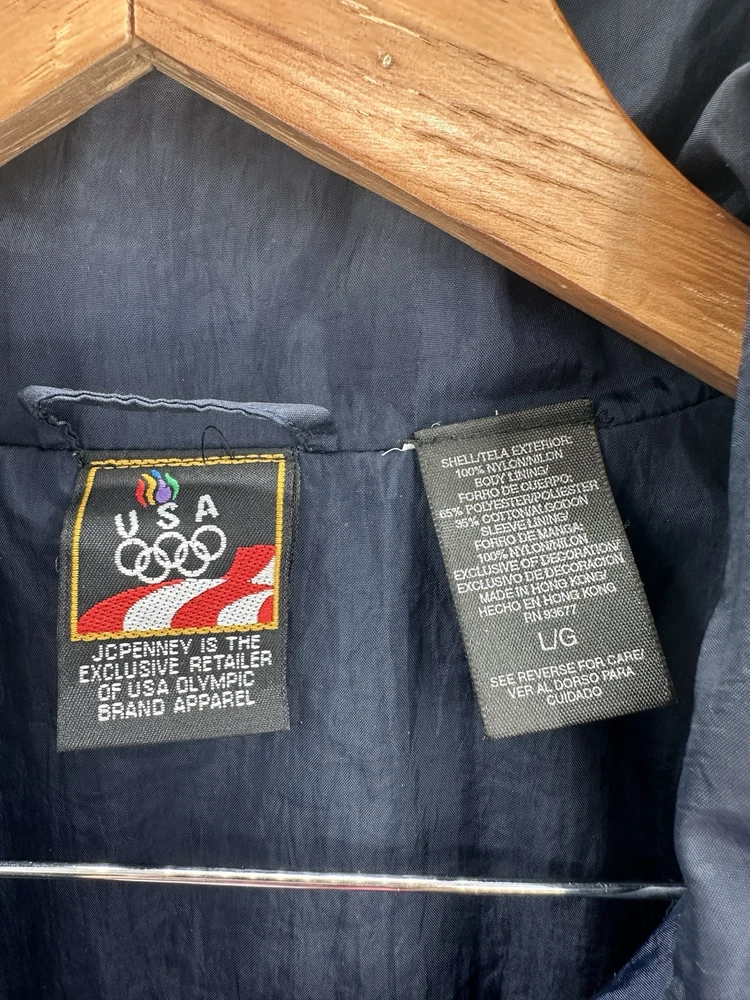 USA
JCPENNEY IS THE
EXCLUSIVE RETAILER
OF USA OLYMPIC
BRAND APPAREL
SHELL/TELA EXTERIOR:
100% NYLON/NILON
BODY LINING/
FORRO DE CUERPO:
65% POLYESTER/POLIESTER
35% COTTON/ALGODON
SLEEVE LINING/
FORRO DE MANGA:
100% NYLON/NILON
EXCLUSIVE OF DECORATION/
EXCLUSIVO DE DECORACION
MADE IN HONG KONG/
HECHO EN HONG KONG
RN 93677
L/G
SEE REVERSE FOR CARE/
VER AL DORSO PARA
CUIDADO